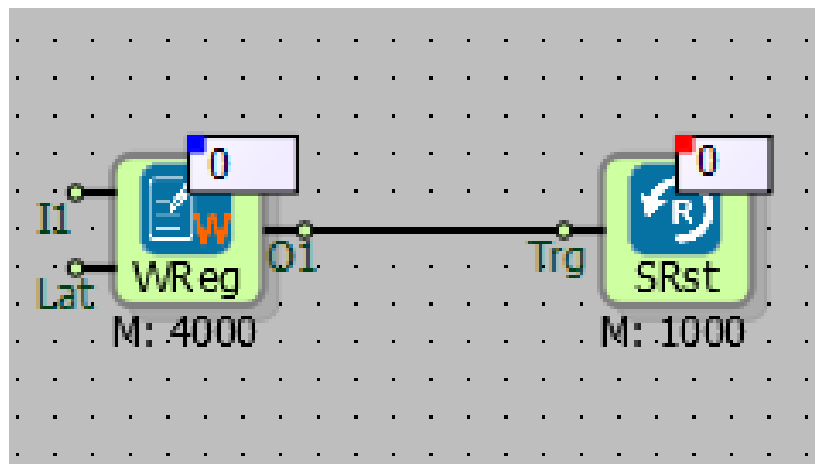 0
0
I1
W
R
O1
Trg
Lat
WReg
SRst
M: 4000
M: 1000